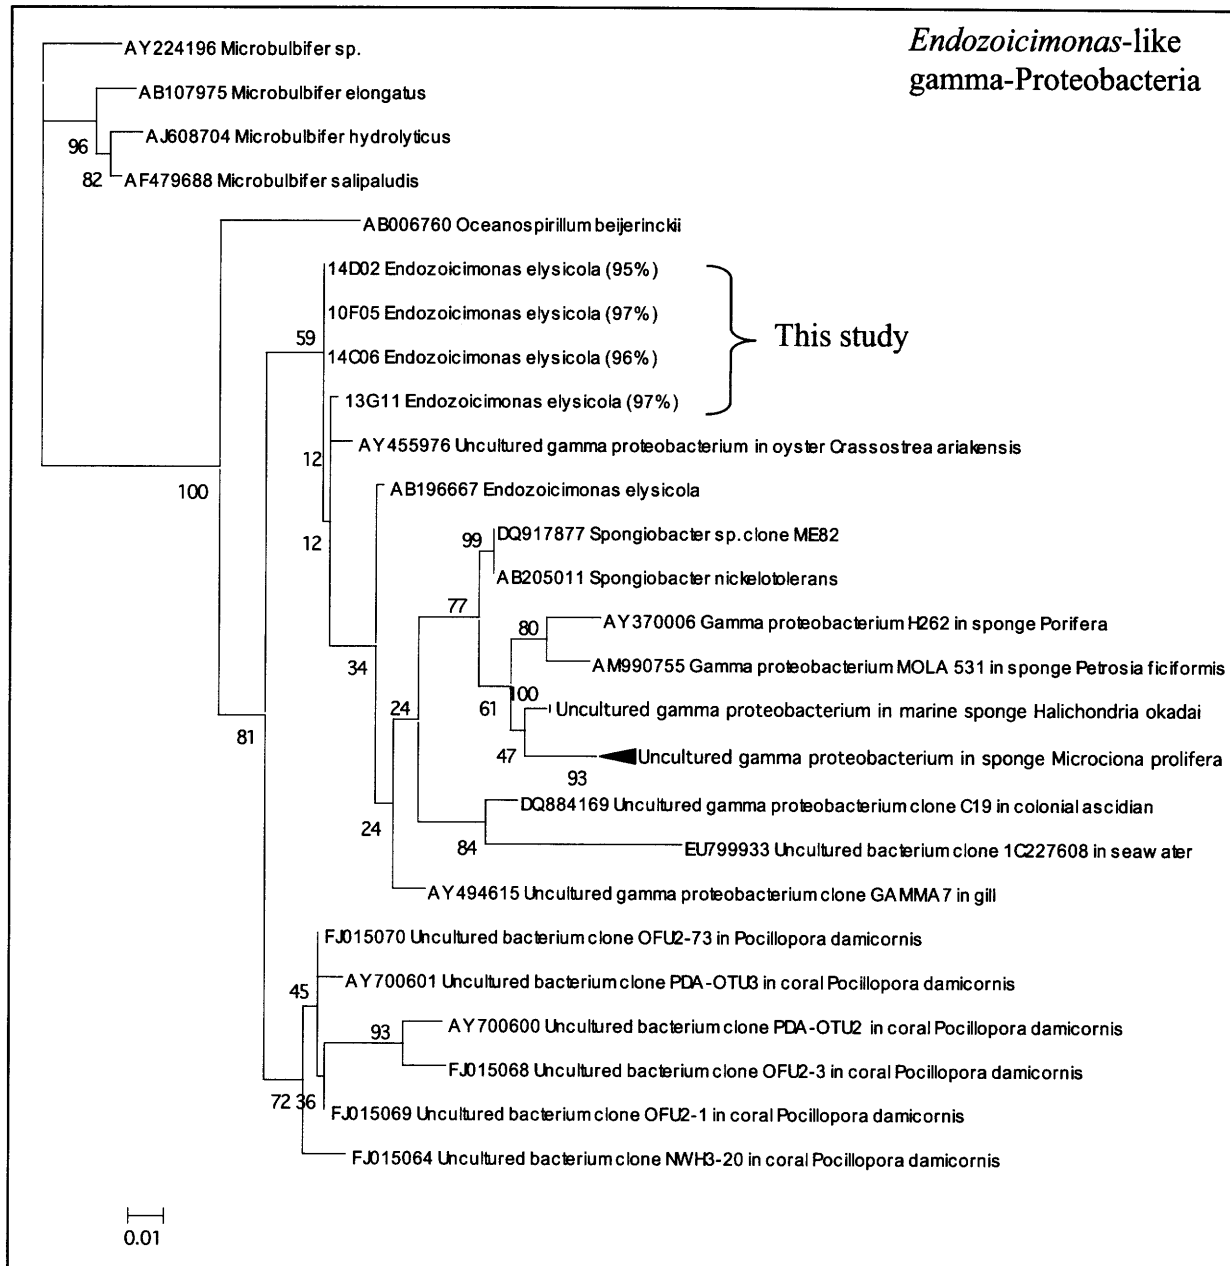 Endozoicimonas-like
gamma-Proteobacteria
AY224196 Microbulbifer sp.
AB107975 Microbulbifer elongatus
AJ608704 Microbulbifer hydrolyticus
96
AF479688 Microbulbifer salipaludis
82
AB006760 Oceanospirillum beijerinckii
14D02 Endozoicimonas elysicola (95%)
10F05 Endozoicimonas elysicola (97%)
59
This study
14C06 Endozoicimonas elysicola (96%)
13G11 Endozoicimonas elysicola (97%)
AY455976 Uncultured gamma proteobacterium in oyster Crassostrea ariakensis
12
100
AB196667 Endozoicimonas elysicola
DQ917877 Spongiobacter sp. clone ME82
99
12
AB205011 Spongiobacter nickelotolerans
77
AY370006 Gamma proteobacterium H262 in sponge Porifera
80
AM990755 Gamma proteobacterium MOLA 531 in sponge Petrosia ficiformis
34
100
24
61
Uncultured gamma proteobacterium in marine sponge Halichondria okadai
81
47
Uncultured gamma proteobacterium in sponge Microciona prolifera
93
DQ884169 Uncultured gamma proteobacterium clone C19 in colonial ascidian
24
84
EU799933 Uncultured bacterium clone 1C227608 in seawater
AY494615 Uncultured gamma proteobacterium clone GAMMA7 in gill
FJ015070 Uncultured bacterium clone OFU2-73 in Pocillopora damicornis
AY700601 Uncultured bacterium clone PDA-OTU3 in coral Pocillopora damicornis
45
AY700600 Uncultured bacterium clone PDA-OTU2 in coral Pocillopora damicornis
93
FJ015068 Uncultured bacterium clone OFU2-3 in coral Pocillopora damicornis
72 36
FJ015069 Uncultured bacterium clone OFU2-1 in coral Pocillopora damicornis
FJ015064 Uncultured bacterium clone NWH3-20 in coral Pocillopora damicornis
0.01